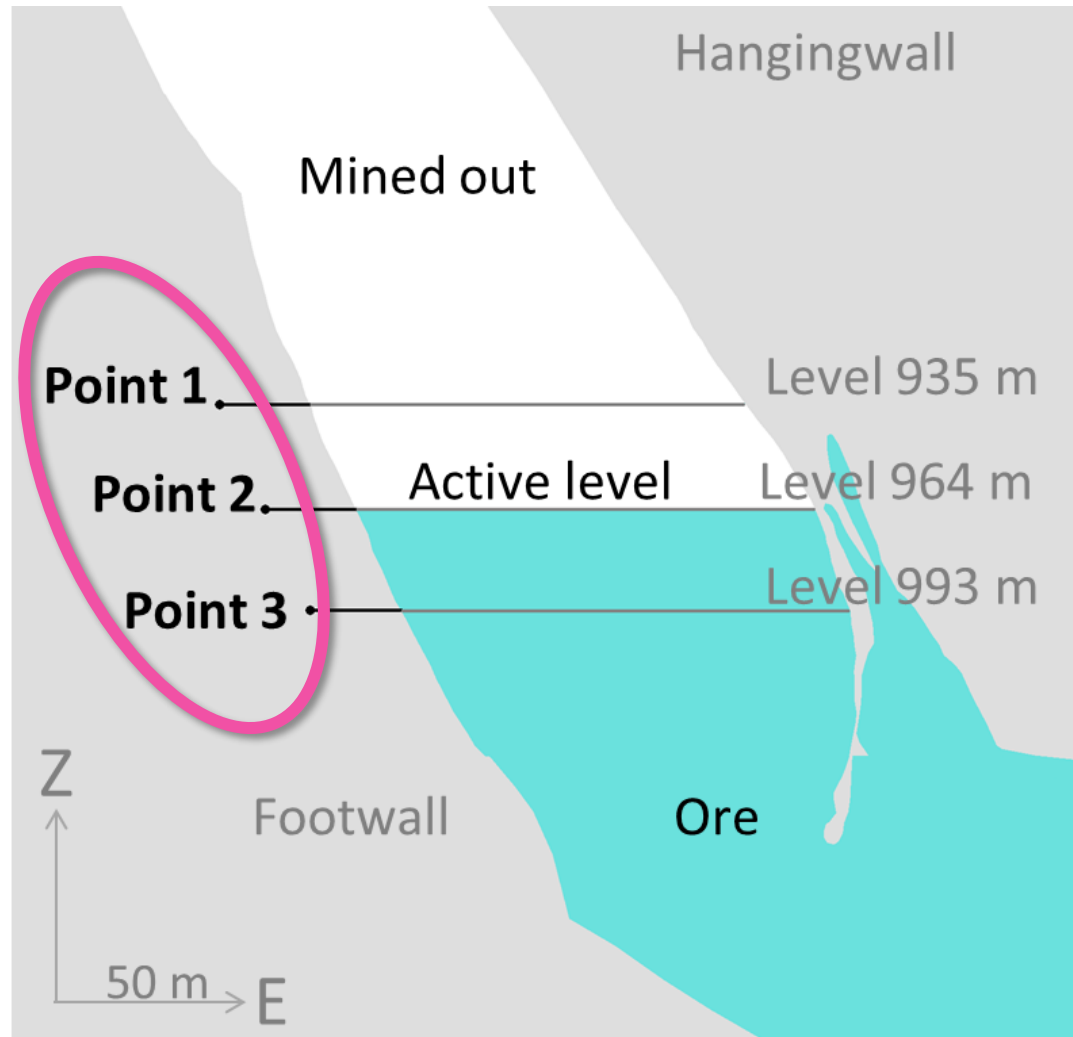 Hangingwall
Mined out
Point 1
Level 935 m
Point 2
Active level
Level 964 m
Point 3
Level 993 m
Z
Footwall
Ore
50 m
E